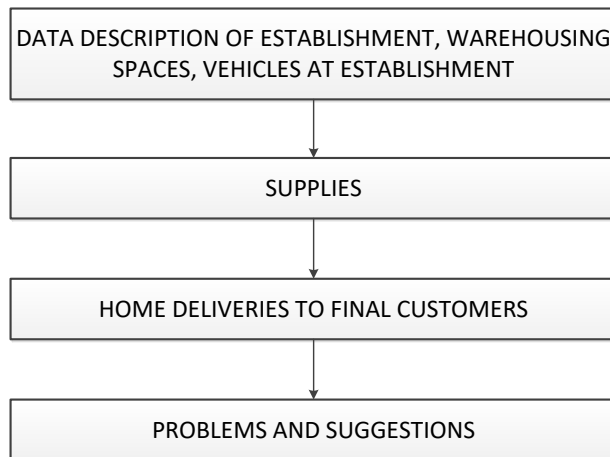 DATA DESCRIPTION OF ESTABLISHMENT, WAREHOUSING
SPACES, VEHICLES AT ESTABLISHMENT
SUPPLIES
HOME DELIVERIES TO FINAL CUSTOMERS
PROBLEMS AND SUGGESTIONS